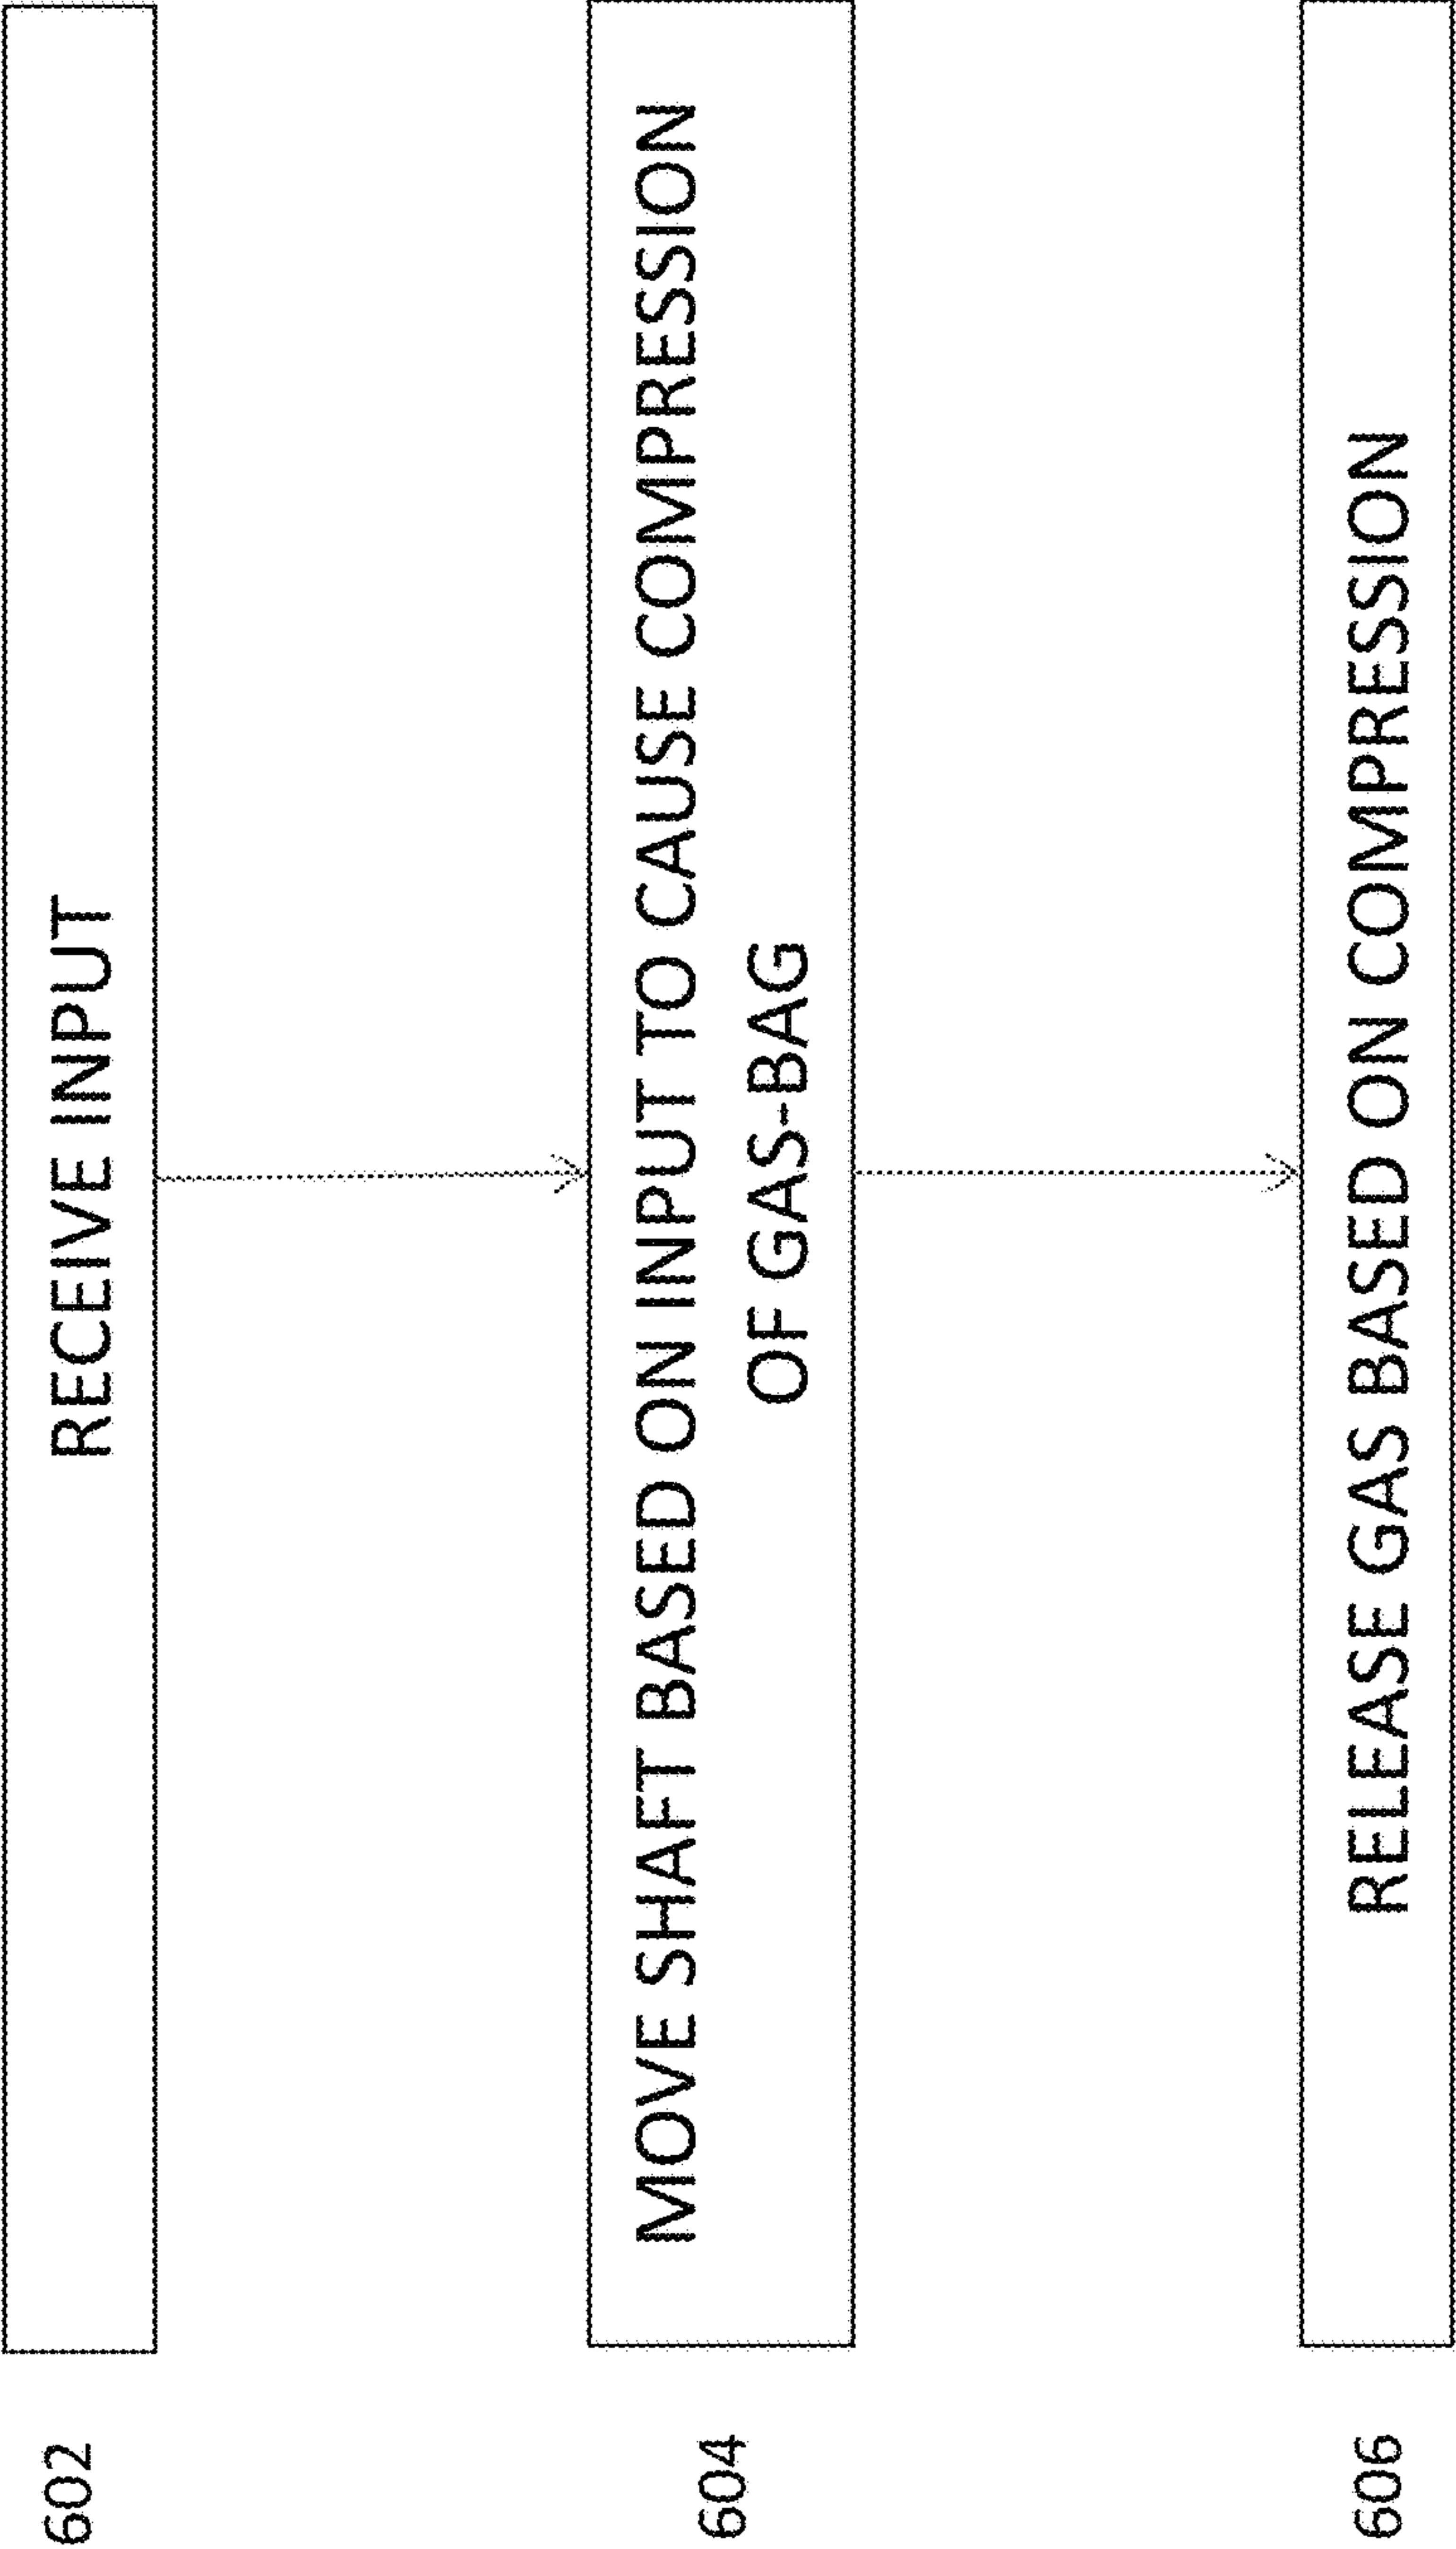 602
RECEIVE INPUT
604
MOVE SHAFT BASED ON INPUT TO CAUSE COMPRESSION
OF GAS-BAG
606
RELEASE GAS BASED ON COMPRESSION